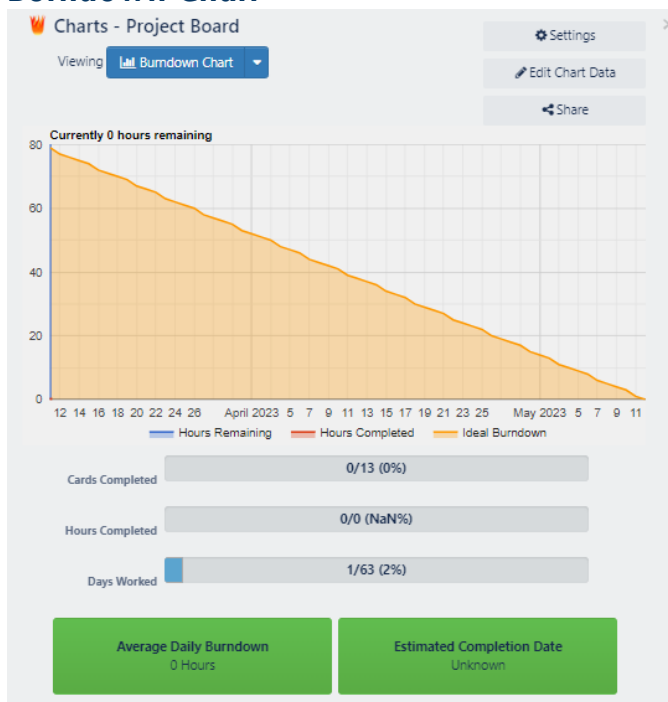 Charts - Project Board
Settings
Viewing
Burndown Chart
Edit Chart Data
Share
Currently 0 hours remaining
80
60
40
20
0
12 14 16 18 20 22 24 26 April 2023 5 7 9 11 13 15 17 19 21 23 25 May 2023 5 7 9 11
Hours Remaining Hours Completed Ideal Burndown
Cards Completed 0/13 (0%)
Hours Completed 0/0 (NaN%)
Days Worked 1/63 (2%)
Average Daily Burndown
0 Hours
Estimated Completion Date
Unknown